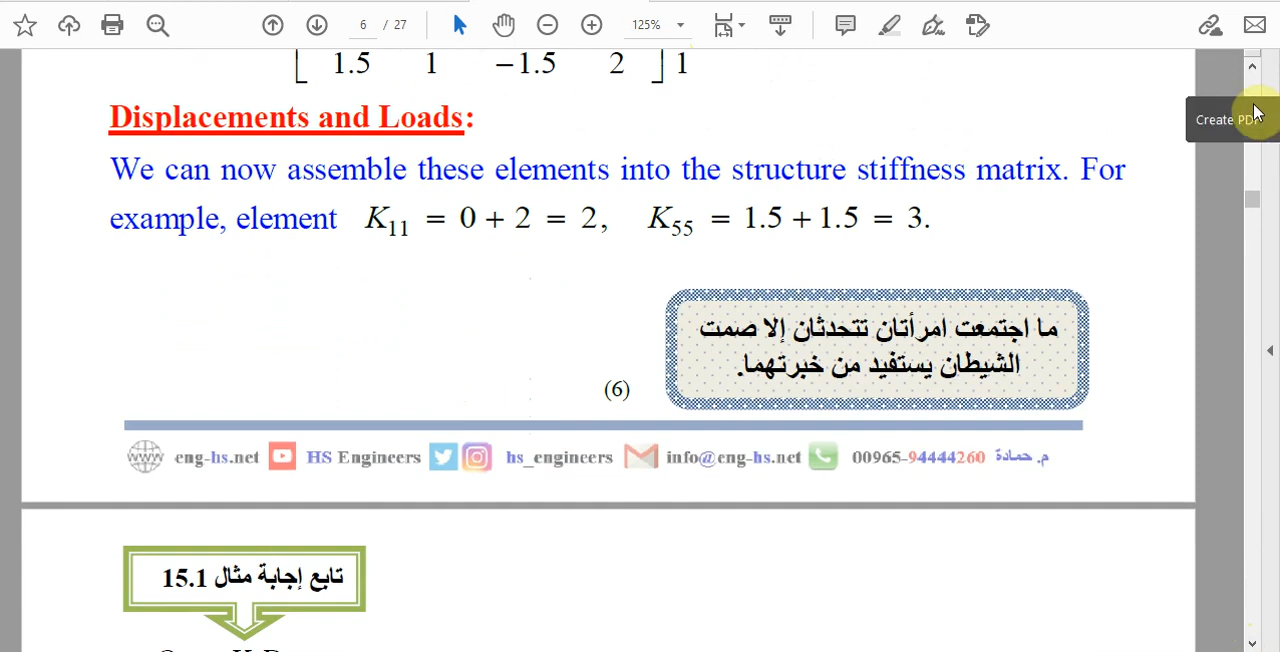 6 / 27
125%
1.5 1 −1.5 2 1
Create PDF
Displacements and Loads:
We can now assemble these elements into the structure stiffness matrix. For
example, element K11 = 0 + 2 = 2, K55 = 1.5 + 1.5 = 3.
ما اجتمعت امرأتان تتحدثان إلا صمت
الشيطان يستفيد من خبرتهما.
(6)
www eng-hs.net HS Engineers hs_engineers info@eng-hs.net 00965-94444260 م. حمادة
تابع إجابة مثال 15.1